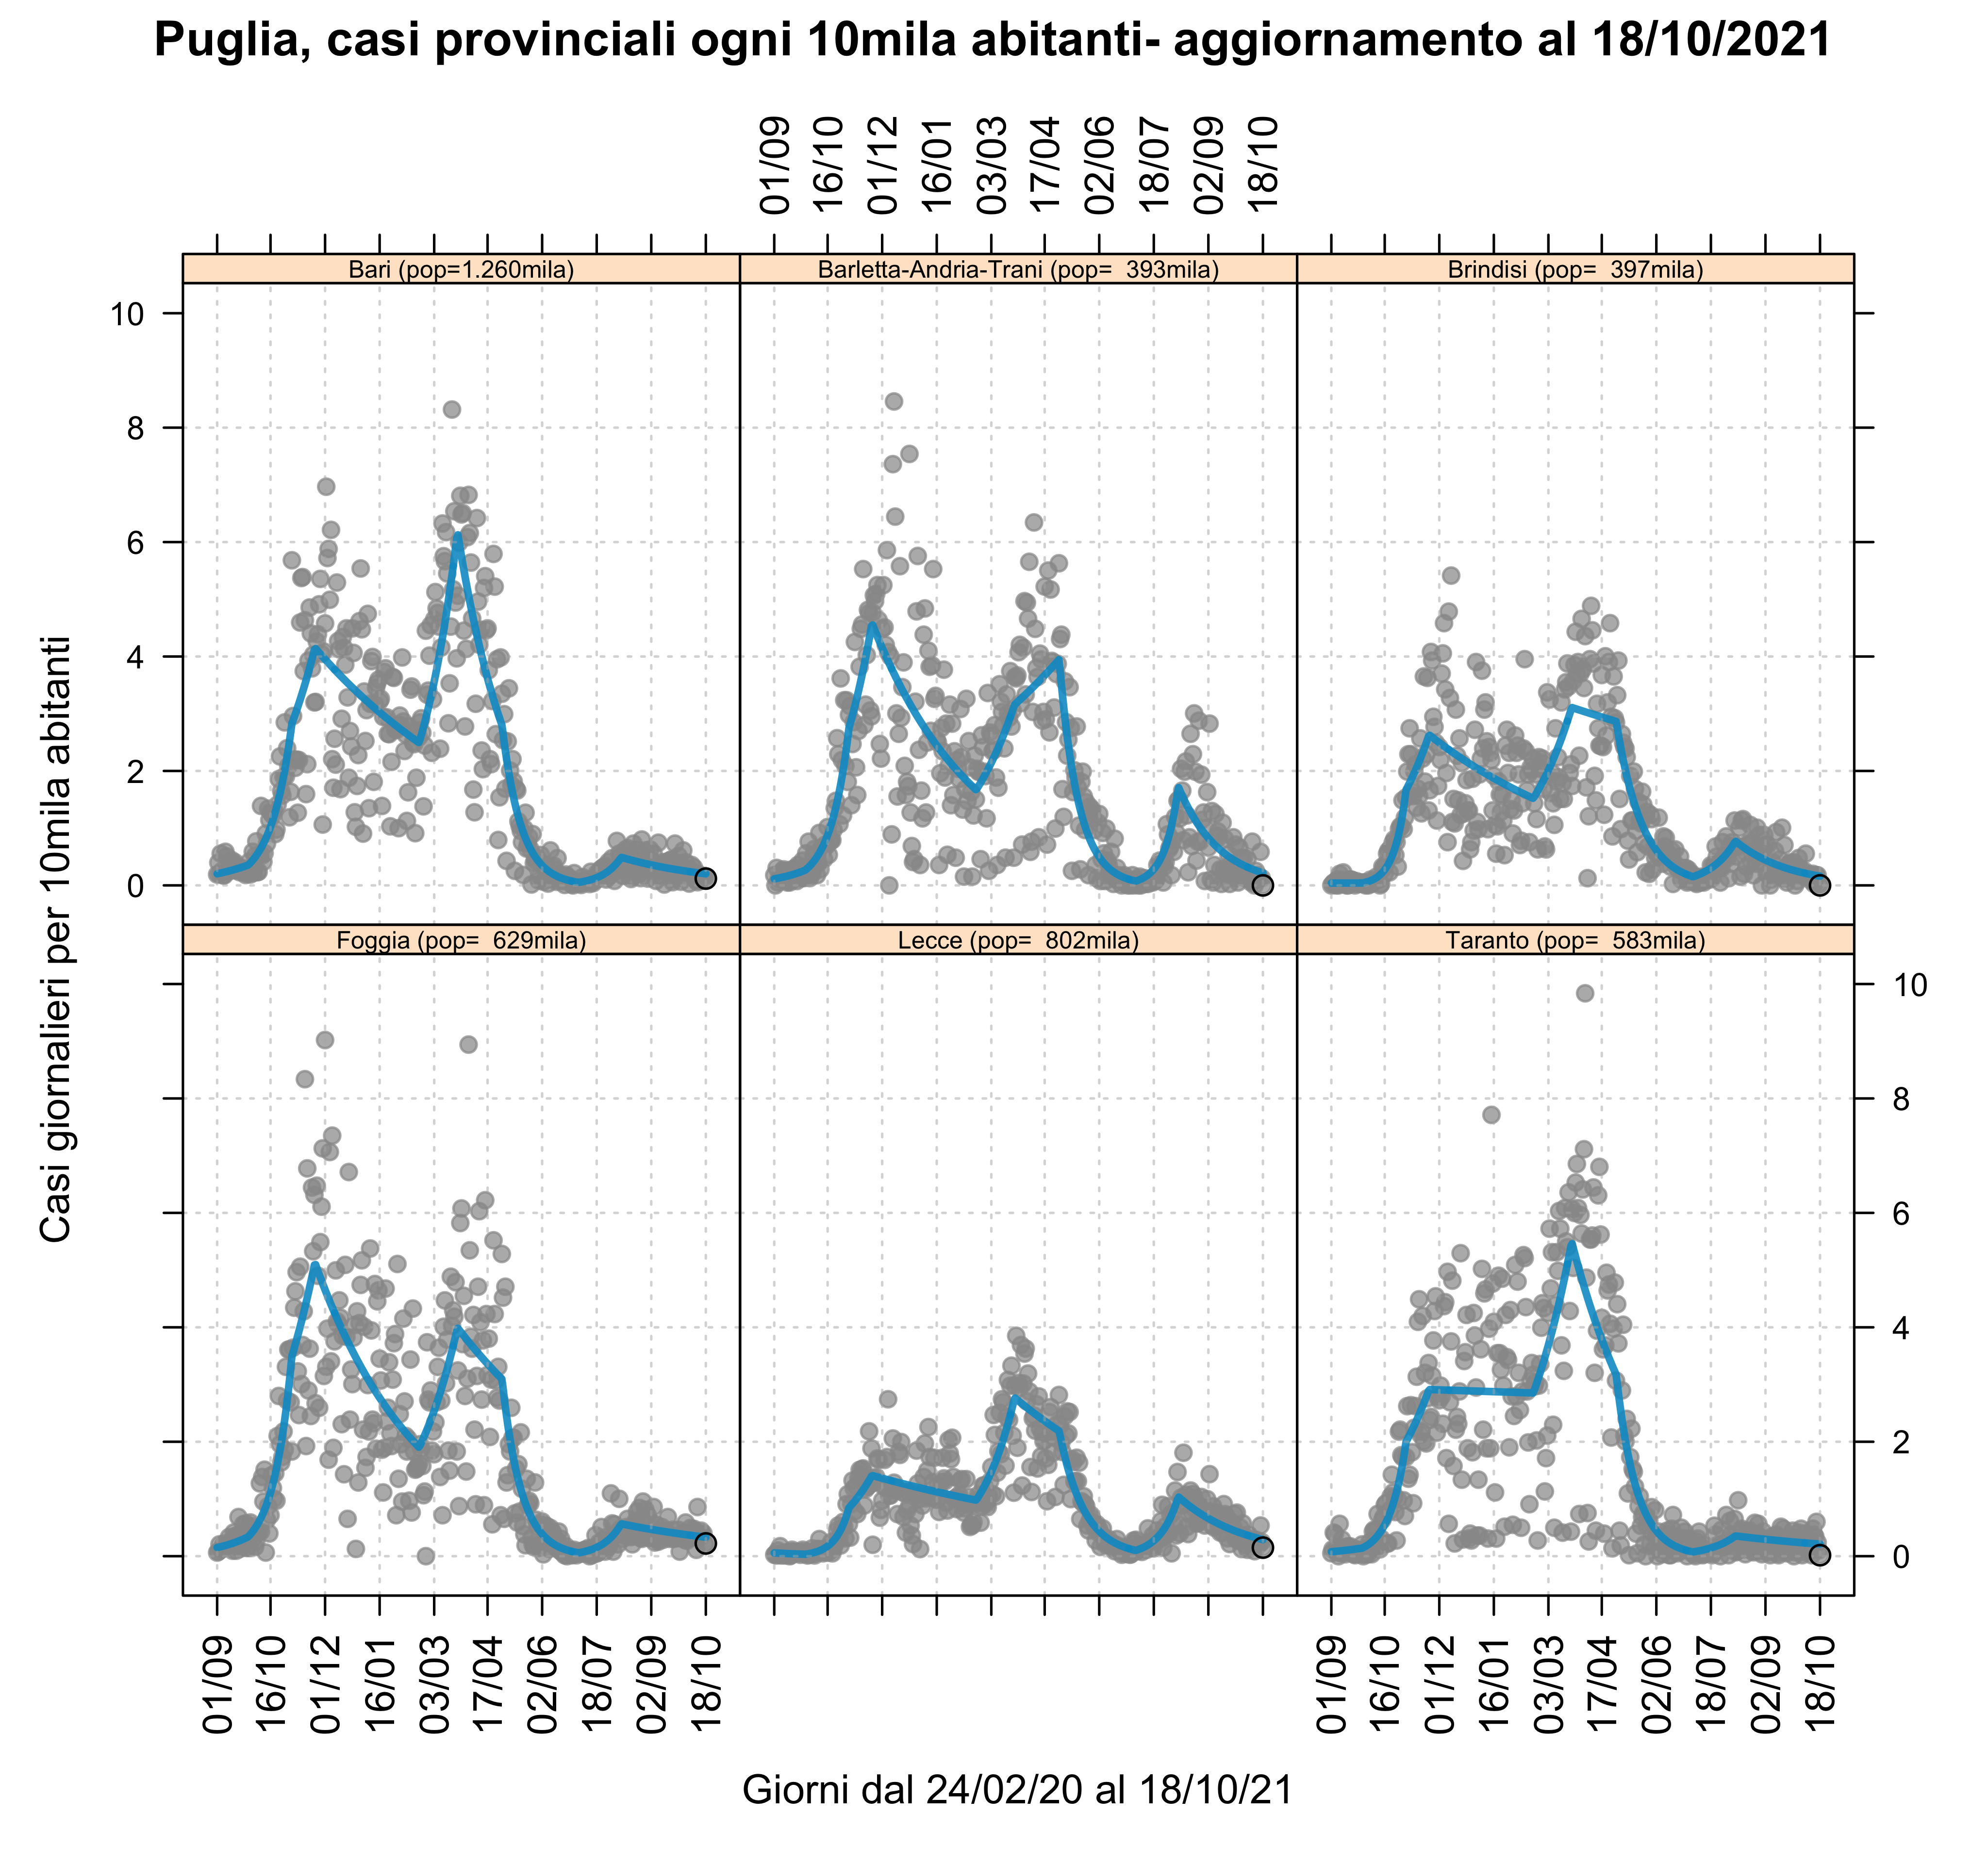 Puglia, casi provinciali ogni 10mila abitanti- aggiornamento al 18/10/2021
01/09 16/10 01/12 16/01 03/03 17/04 02/06 18/07 02/09 18/10
Bari (pop=1.260mila)
Barletta-Andria-Trani (pop=  393mila)
Brindisi (pop=  397mila)
10
8
6
4
2
0
Casi giornalieri per 10mila abitanti
Foggia (pop=  629mila)
Lecce (pop=  802mila)
Taranto (pop=  583mila)
10
8
6
4
2
0
01/09 16/10 01/12 16/01 03/03 17/04 02/06 18/07 02/09 18/10
01/09 16/10 01/12 16/01 03/03 17/04 02/06 18/07 02/09 18/10
Giorni dal 24/02/20 al 18/10/21